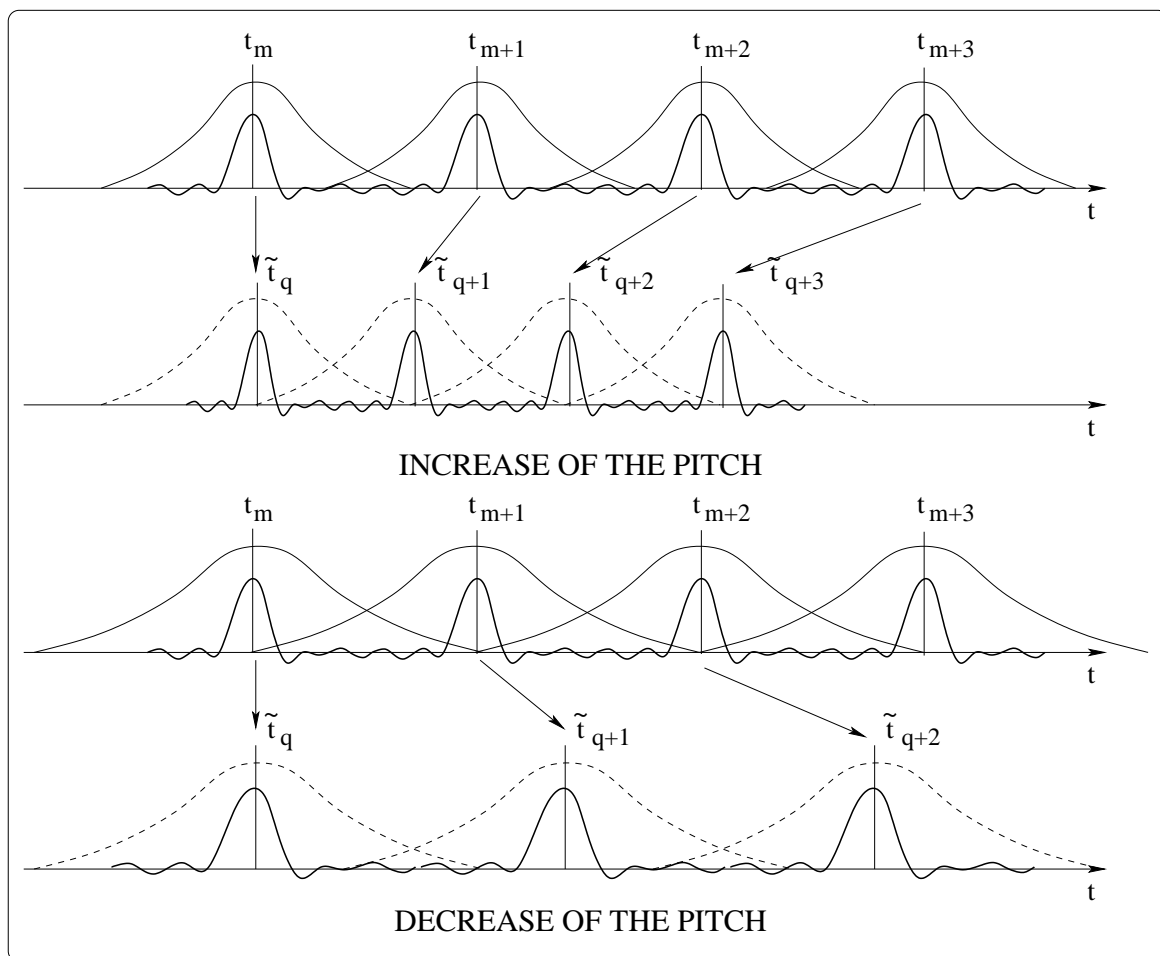 t_m t_{m+1} t_{m+2} t_{m+3}
t
t̃_q t̃_{q+1} t̃_{q+2} t̃_{q+3}
t
INCREASE OF THE PITCH
t_m t_{m+1} t_{m+2} t_{m+3}
t
t̃_q t̃_{q+1} t̃_{q+2}
t
DECREASE OF THE PITCH